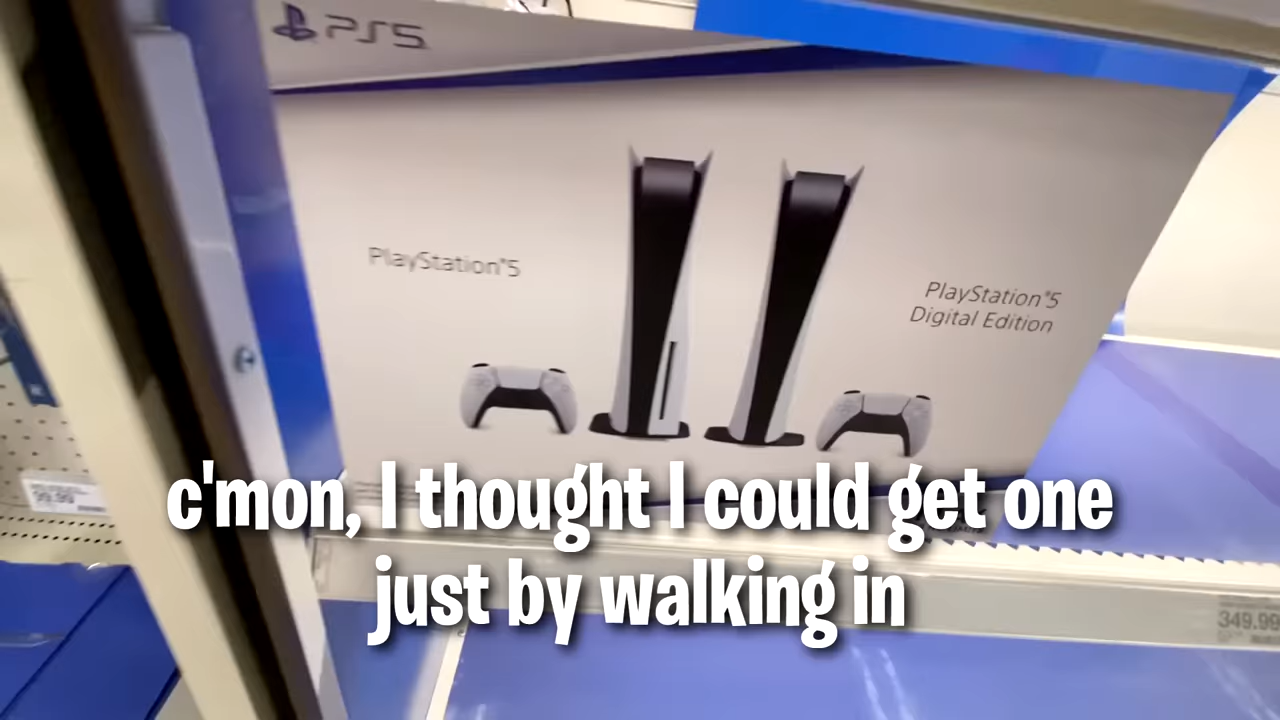 PS5
PlayStation®5
PlayStation®5
Digital Edition
c'mon, I thought I could get one
just by walking in
99.99
349.99